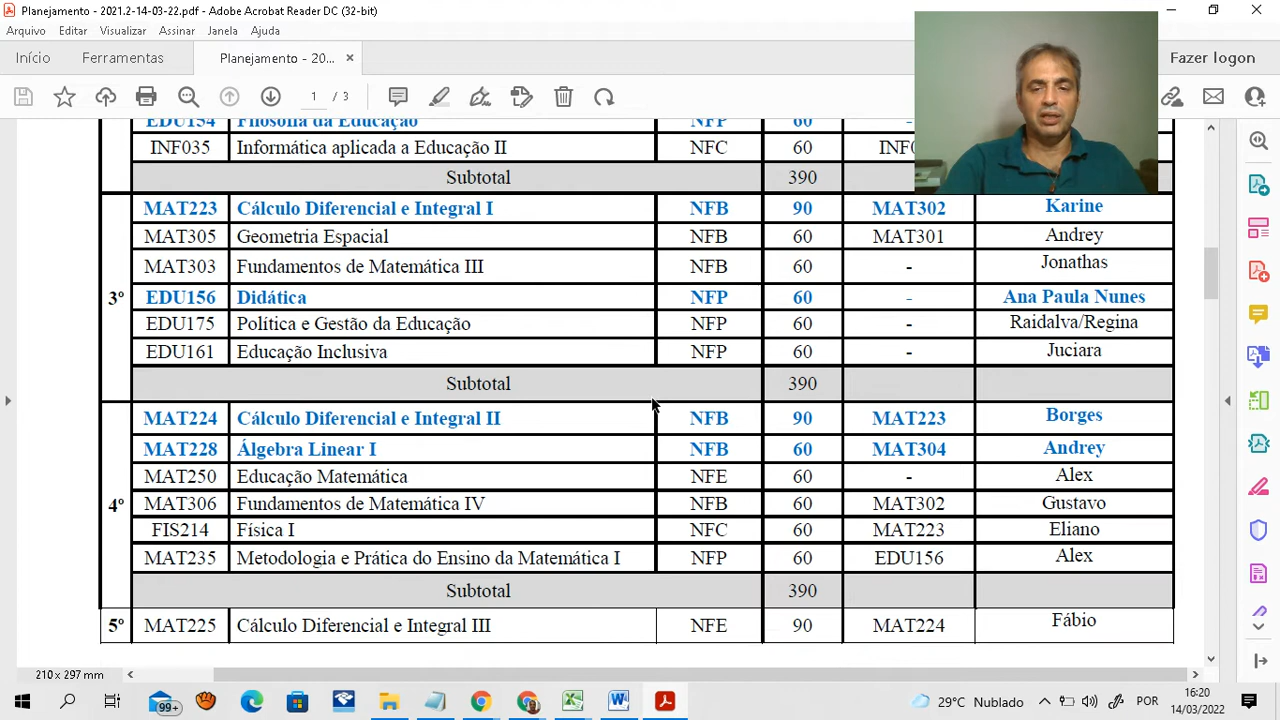 Planejamento - 2021.2-14-03-22.pdf - Adobe Acrobat Reader DC (32-bit)
Arquivo Editar Visualizar Assinar Janela Ajuda
Início Ferramentas Planejamento - 20... × Fazer logon
1 / 3
EDU154 Filosofia da Educação NFP 60 -
INF035 Informática aplicada a Educação II NFC 60
Subtotal 390
3º
MAT223 Cálculo Diferencial e Integral I NFB 90 MAT302 Karine
MAT305 Geometria Espacial NFB 60 MAT301 Andrey
MAT303 Fundamentos de Matemática III NFB 60 - Jonathas
EDU156 Didática NFP 60 - Ana Paula Nunes
EDU175 Política e Gestão da Educação NFP 60 - Raidalva/Regina
EDU161 Educação Inclusiva NFP 60 - Juciara
Subtotal 390
4º
MAT224 Cálculo Diferencial e Integral II NFB 90 MAT223 Borges
MAT228 Álgebra Linear I NFB 60 MAT304 Andrey
MAT250 Educação Matemática NFE 60 - Alex
MAT306 Fundamentos de Matemática IV NFB 60 MAT302 Gustavo
FIS214 Física I NFC 60 MAT223 Eliano
MAT235 Metodologia e Prática do Ensino da Matemática I NFP 60 EDU156 Alex
Subtotal 390
5º MAT225 Cálculo Diferencial e Integral III NFE 90 MAT224 Fábio
210 x 297 mm
99+ 29°C Nublado POR 16:20
14/03/2022